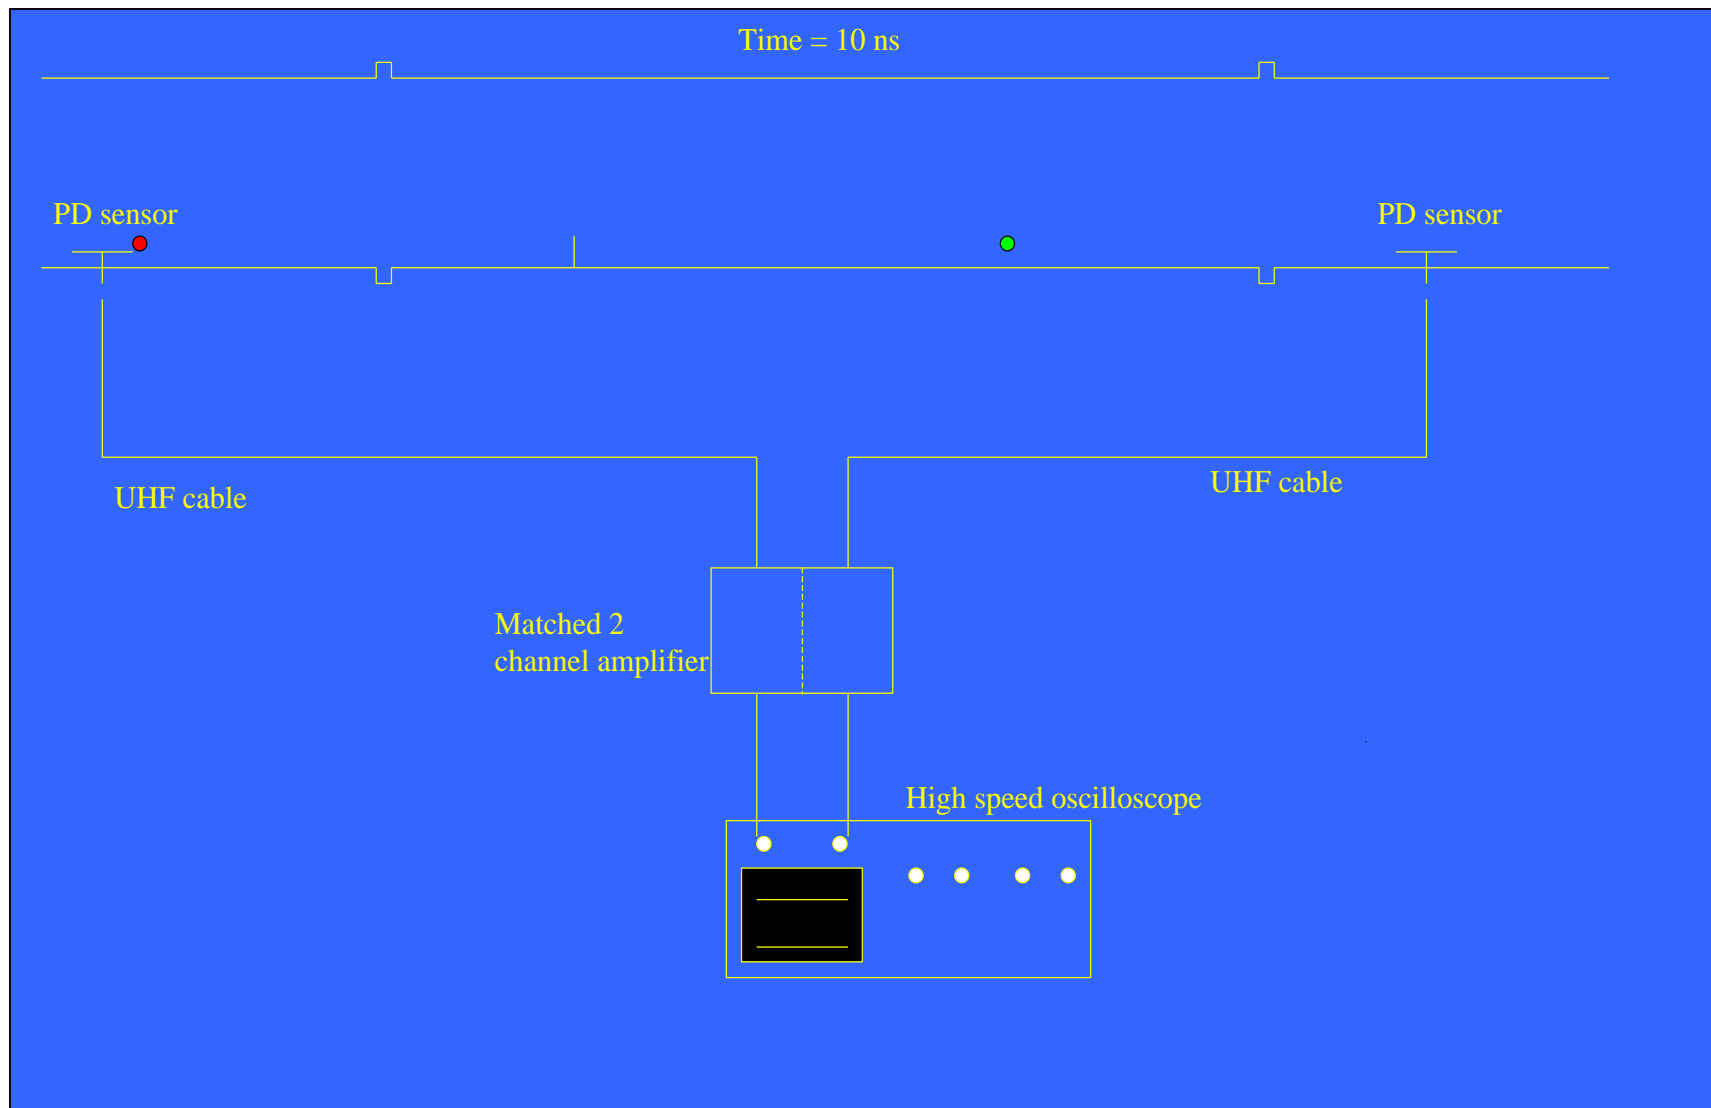 Time = 10 ns
PD sensor
PD sensor
UHF cable
UHF cable
Matched 2
channel amplifier
High speed oscilloscope